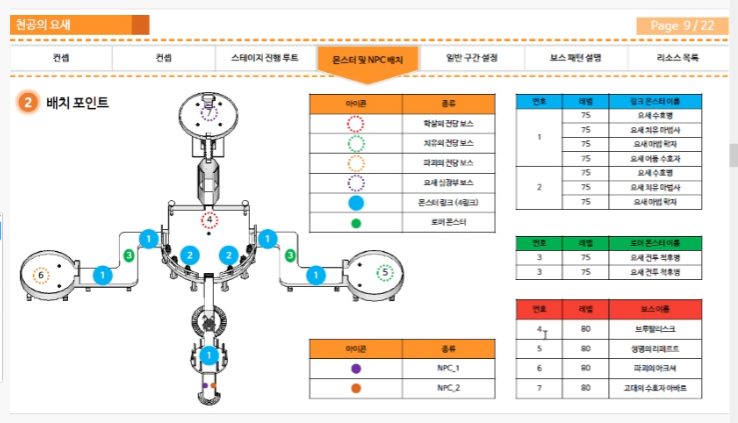 천공의 요새
Page 9 / 22
컨셉
컨셉
스테이지 진행 루트
몬스터 및 NPC 배치
일반 구간 설정
보스 패턴 설명
리소스 목록
2 배치 포인트
아이콘 종류
학살의 전당 보스
치유의 전당 보스
파괴의 전당 보스
요새 심장부 보스
몬스터 링크 (4링크)
로머 몬스터
번호 레벨 링크 몬스터 이름
1
75 요새 수호병
75 요새 치유 마법사
75 요새 마법 학자
75 요새 이동 수호자
2
75 요새 수호병
75 요새 치유 마법사
75 요새 마법 학자
번호 레벨 로머 몬스터 이름
3 75 요새 전투 척후병
3 75 요새 전투 척후병
번호 레벨 보스 이름
4 80 브루탈리스크
5 80 생명의 리페르트
6 80 파괴의 아크셔
7 80 고대의 수호자 아바트
아이콘 종류
NPC_1
NPC_2
7
4
1
1
3
2
2
3
6
1
1
5
1